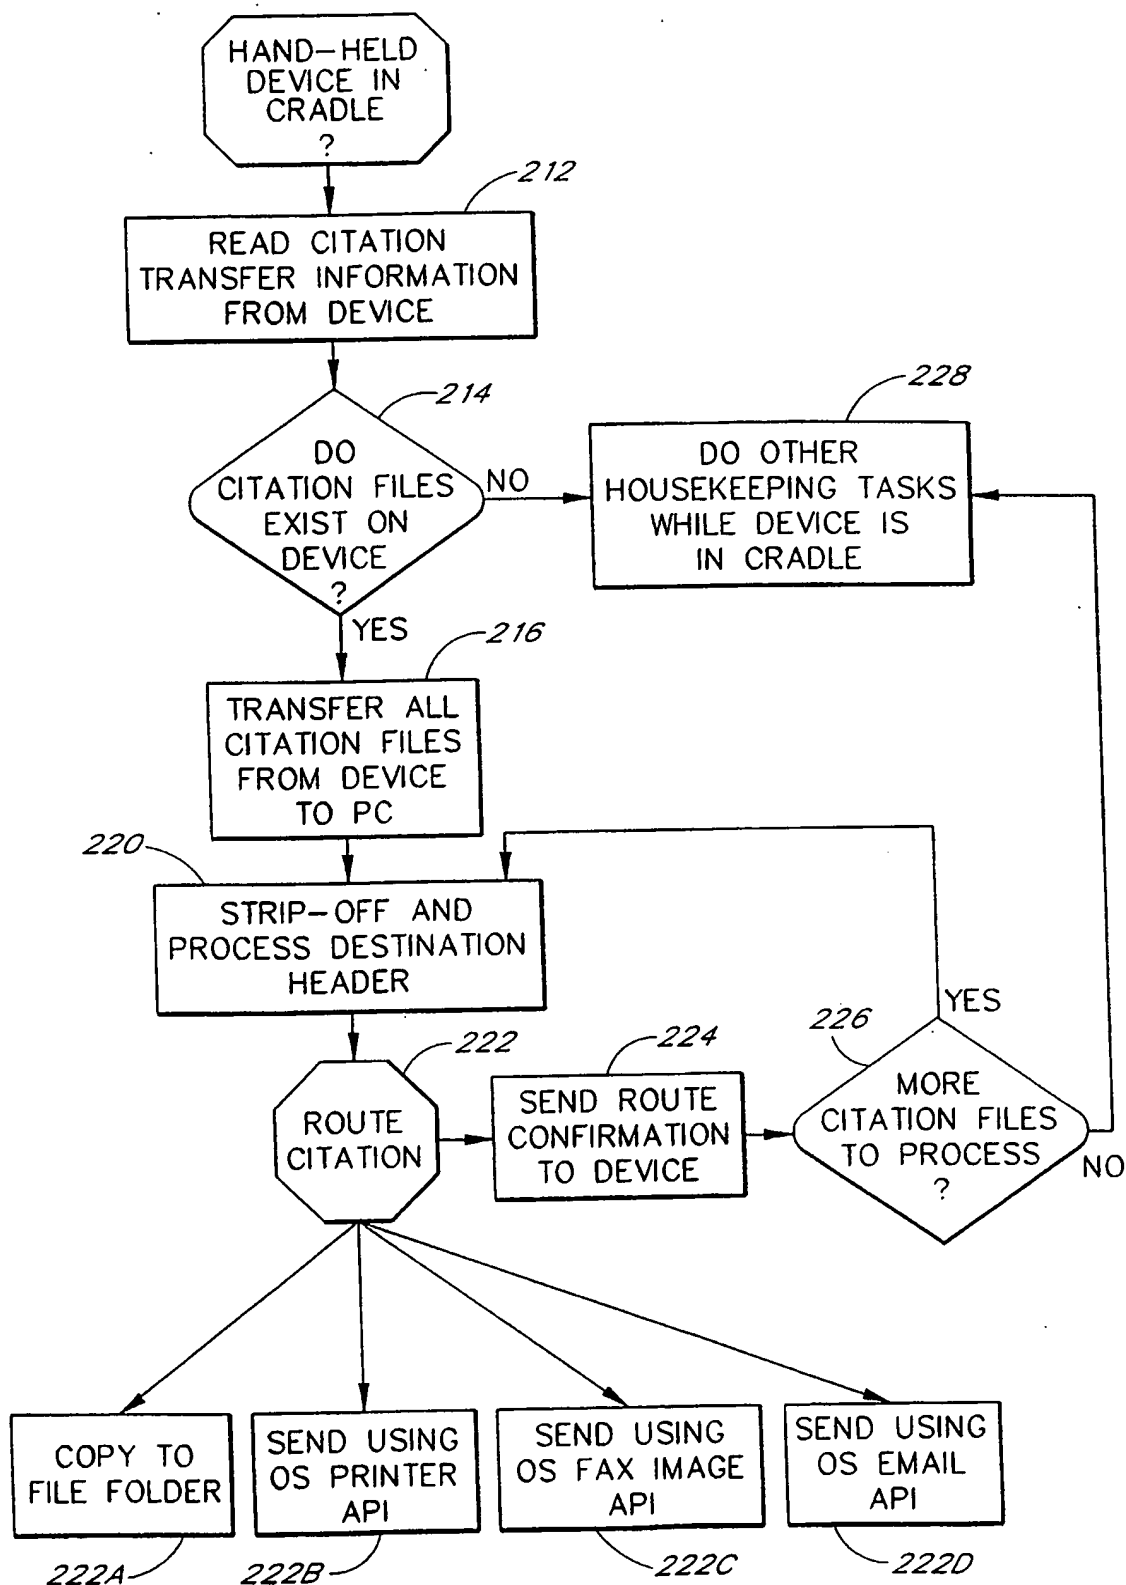 HAND-HELD
DEVICE IN
CRADLE
?
212
READ CITATION
TRANSFER INFORMATION
FROM DEVICE
214
DO
CITATION FILES
EXIST ON
DEVICE
?
NO
YES
228
DO OTHER
HOUSEKEEPING TASKS
WHILE DEVICE IS
IN CRADLE
216
TRANSFER ALL
CITATION FILES
FROM DEVICE
TO PC
220
STRIP-OFF AND
PROCESS DESTINATION
HEADER
222
ROUTE
CITATION
224
SEND ROUTE
CONFIRMATION
TO DEVICE
226
MORE
CITATION FILES
TO PROCESS
?
YES
NO
COPY TO
FILE FOLDER
222A
SEND USING
OS PRINTER
API
222B
SEND USING
OS FAX IMAGE
API
222C
SEND USING
OS EMAIL
API
222D